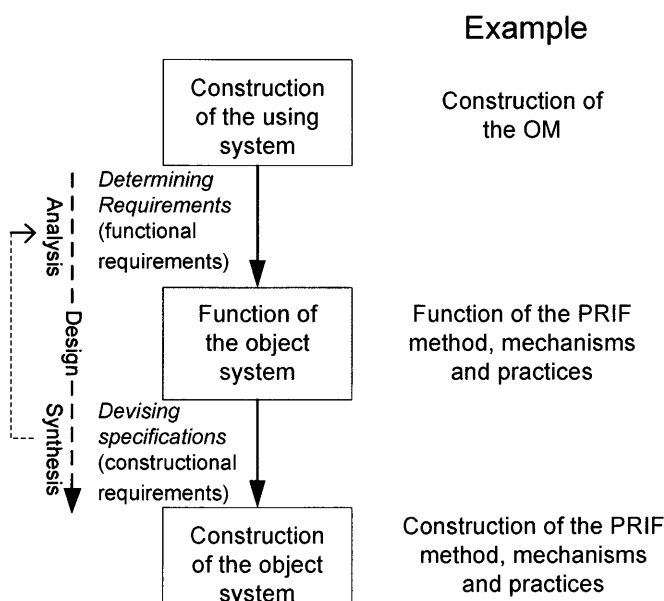 Example
Construction
of the using
system
Construction of
the OM
Determining
Requirements
(functional
requirements)
Analysis
Function of
the object
system
Function of the PRIF
method, mechanisms
and practices
Design
Devising
specifications
(constructional
requirements)
Synthesis
Construction
of the object
system
Construction of the PRIF
method, mechanisms
and practices